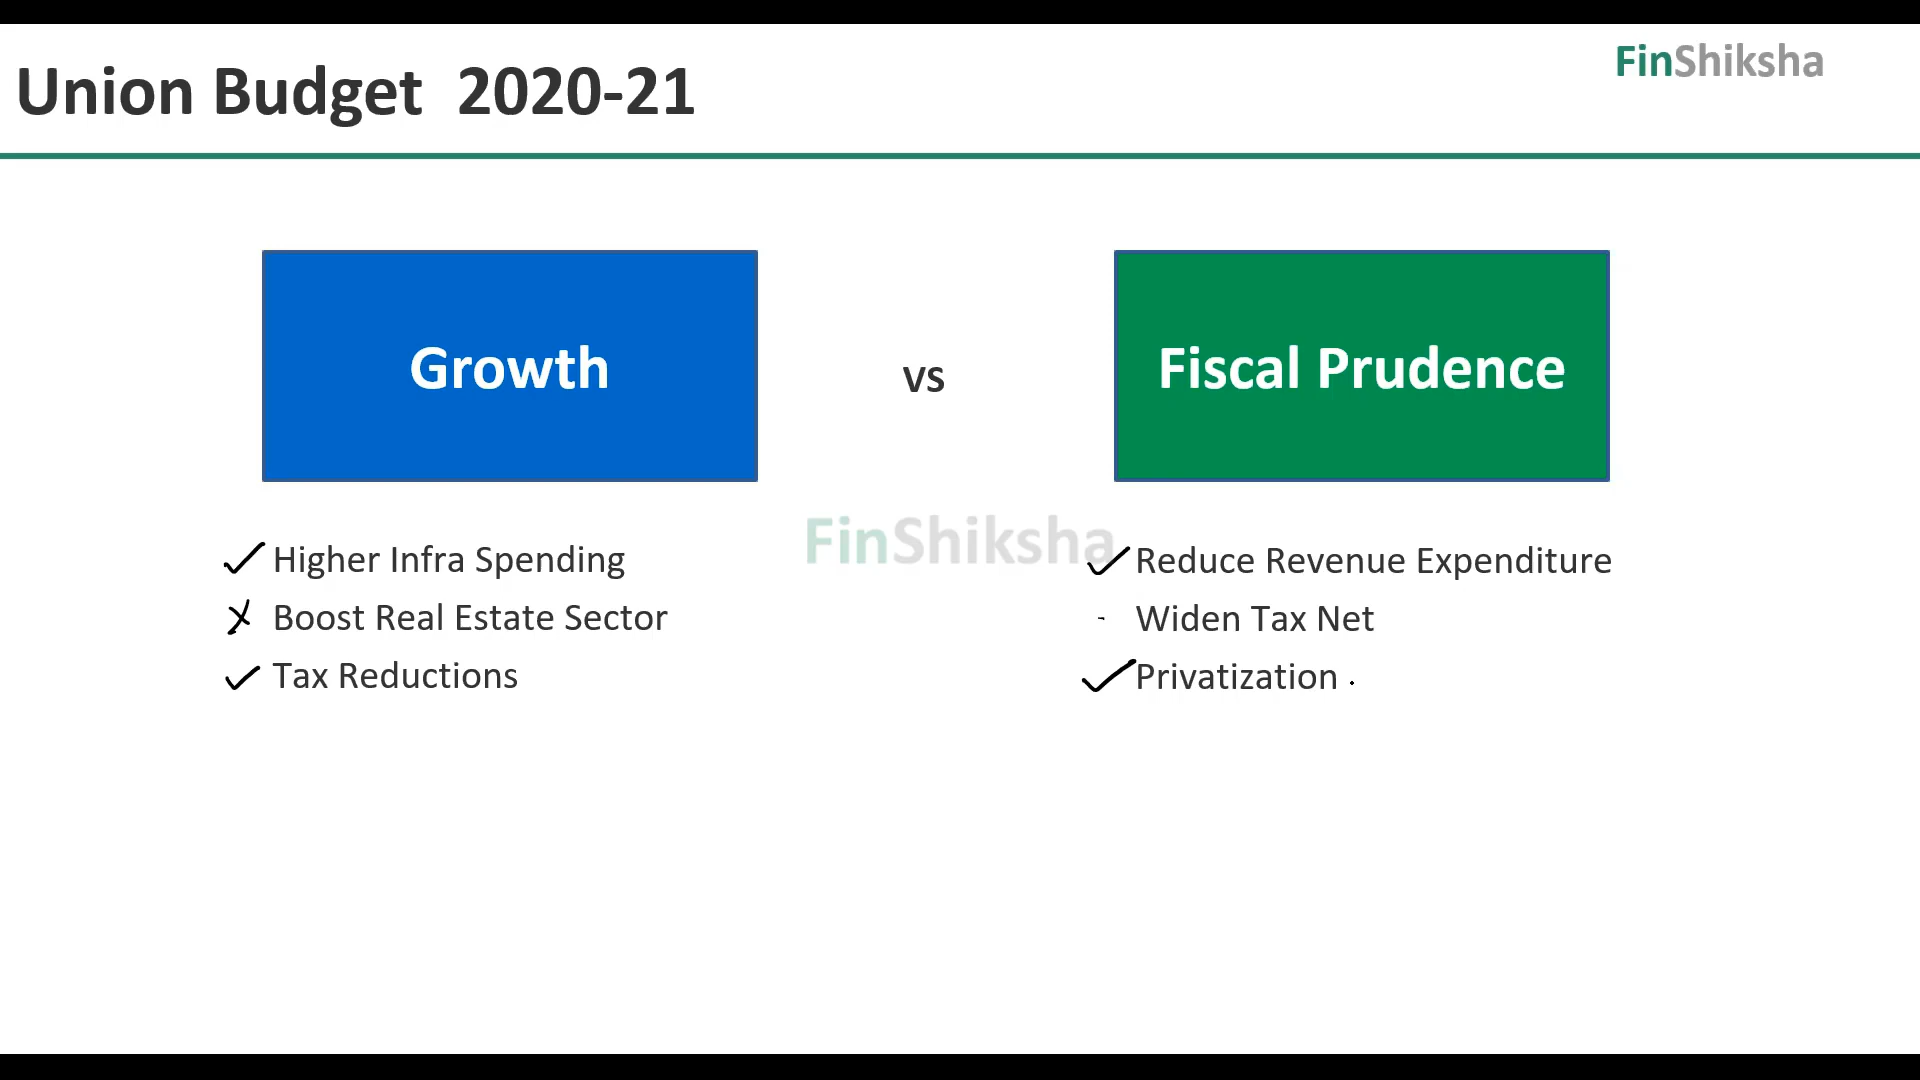 Union Budget 2020-21
FinShiksha
Growth
vs
Fiscal Prudence
FinShiksha
✓ Higher Infra Spending
✗ Boost Real Estate Sector
✓ Tax Reductions
✓ Reduce Revenue Expenditure
- Widen Tax Net
✓ Privatization .